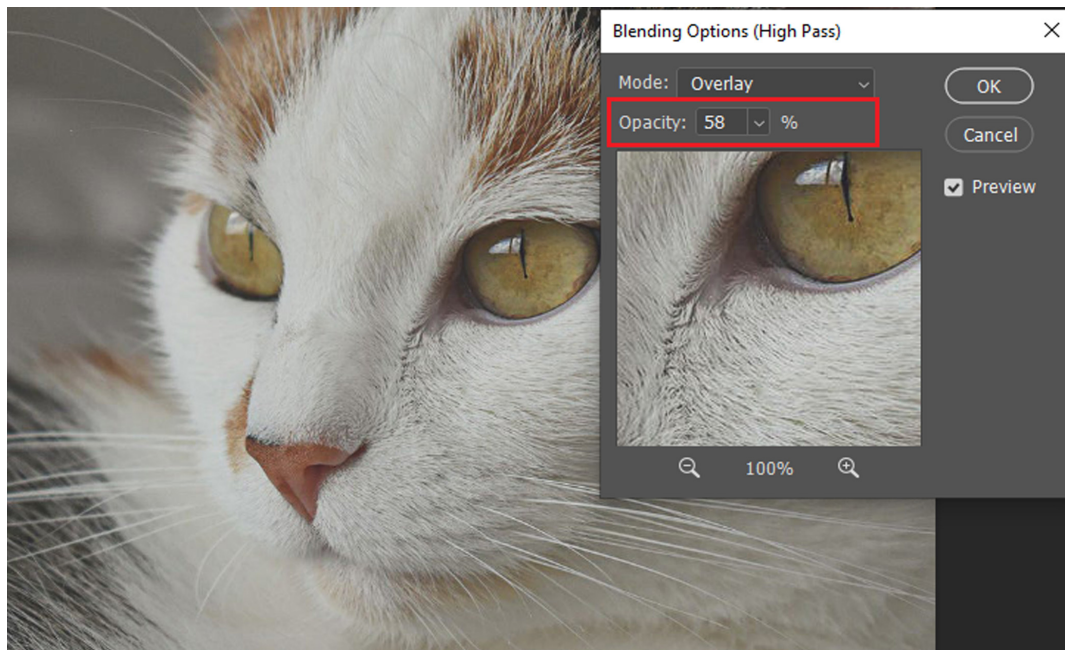 Blending Options (High Pass)
Mode: Overlay
OK
Opacity: 58 %
Cancel
Preview
100%